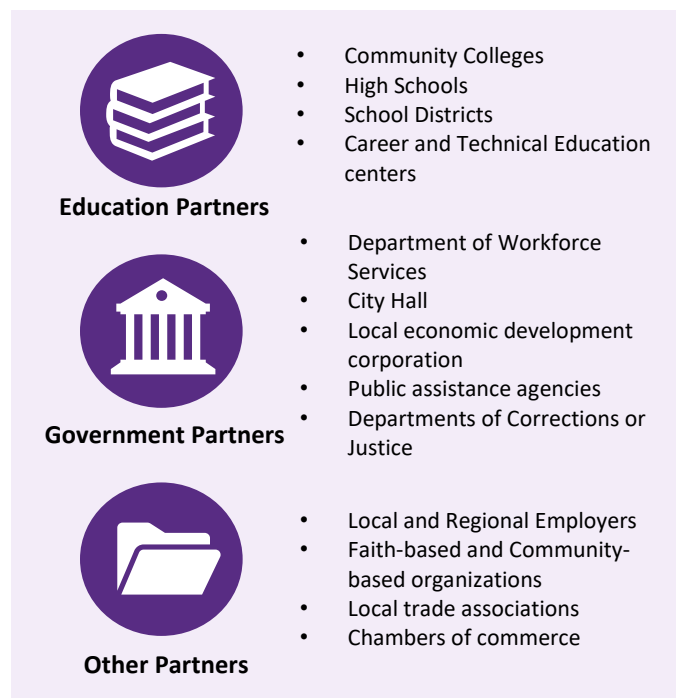 • Community Colleges
• High Schools
• School Districts
• Career and Technical Education
centers
Education Partners
• Department of Workforce
Services
• City Hall
• Local economic development
corporation
• Public assistance agencies
• Departments of Corrections or
Justice
Government Partners
• Local and Regional Employers
• Faith-based and Community-
based organizations
• Local trade associations
• Chambers of commerce
Other Partners